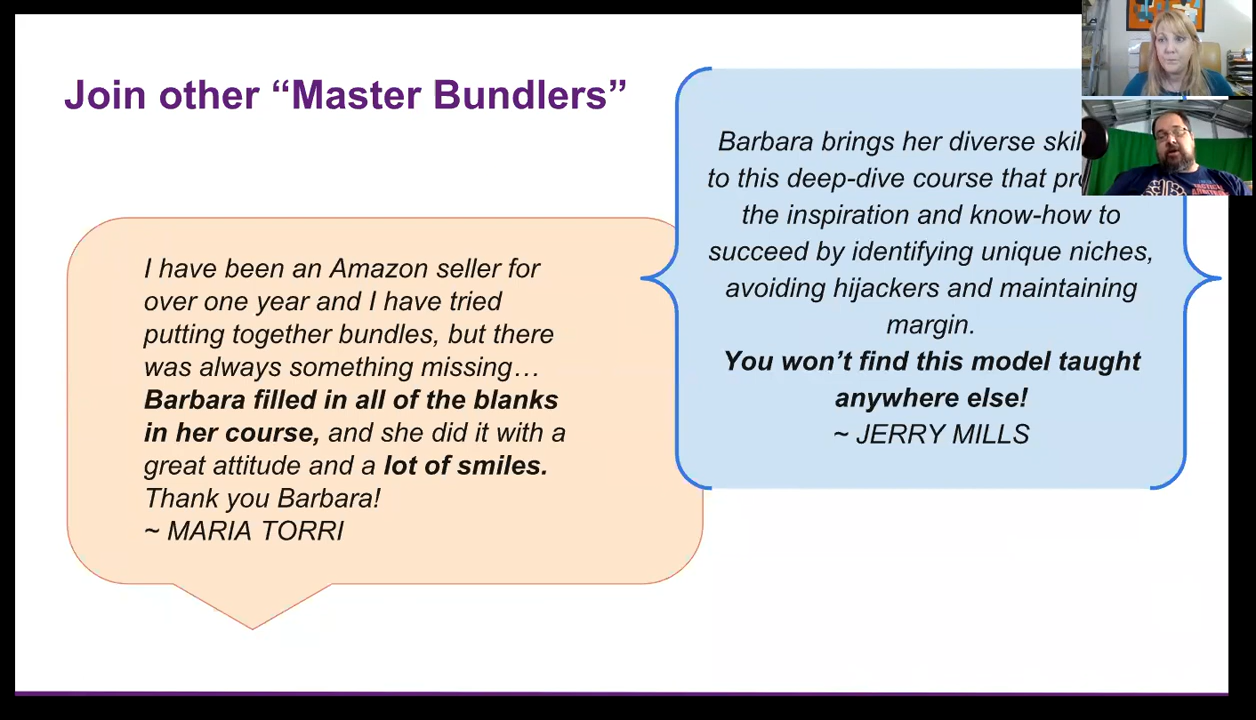 Join other “Master Bundlers”
I have been an Amazon seller for
over one year and I have tried
putting together bundles, but there
was always something missing…
Barbara filled in all of the blanks
in her course, and she did it with a
great attitude and a lot of smiles.
Thank you Barbara!
~ MARIA TORRI
Barbara brings her diverse
to this deep-dive course that
the inspiration and know-how to
succeed by identifying unique niches,
avoiding hijackers and maintaining
margin.
You won’t find this model taught
anywhere else!
~ JERRY MILLS
TACTICAL